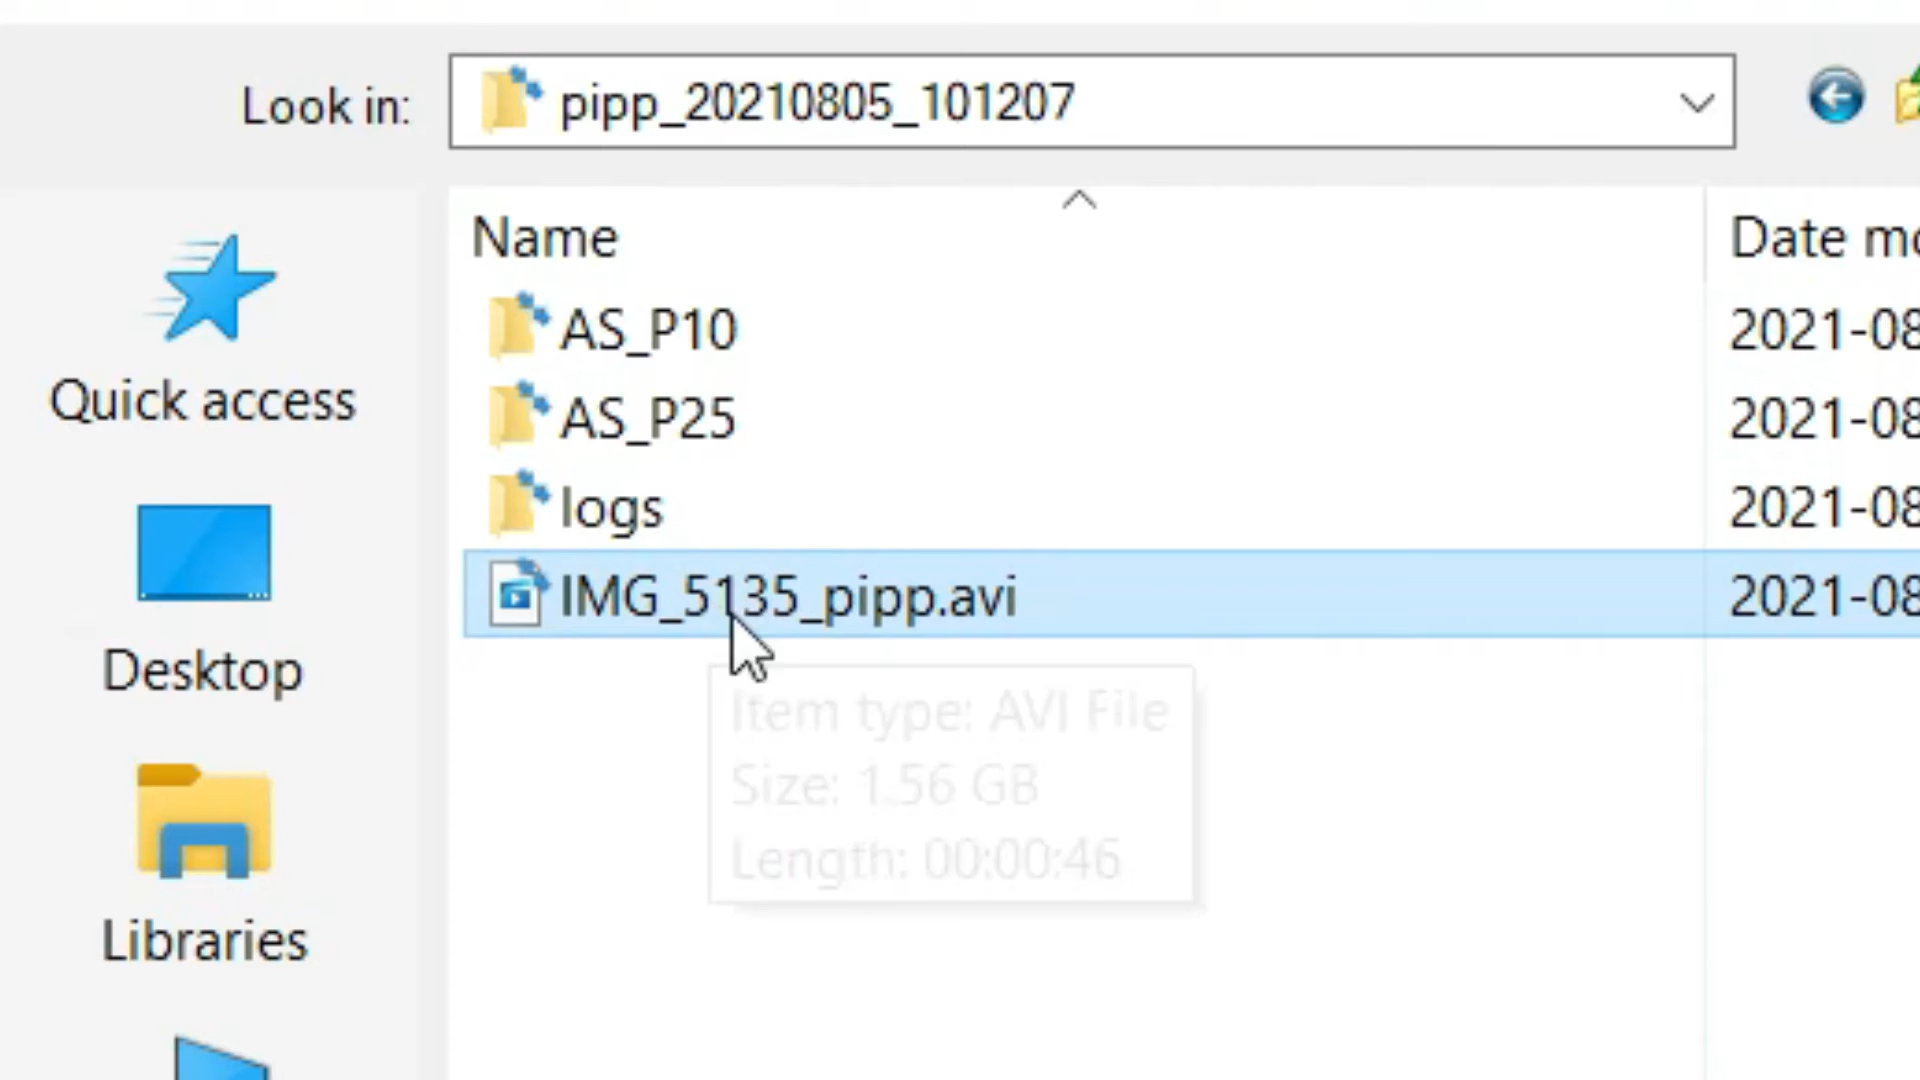 Look in: pipp_20210805_101207
Name Date mo
AS_P10 2021-08
AS_P25 2021-08
logs 2021-08
IMG_5135_pipp.avi 2021-08
Item type: AVI File
Size: 1.56 GB
Length: 00:00:46
Quick access
Desktop
Libraries